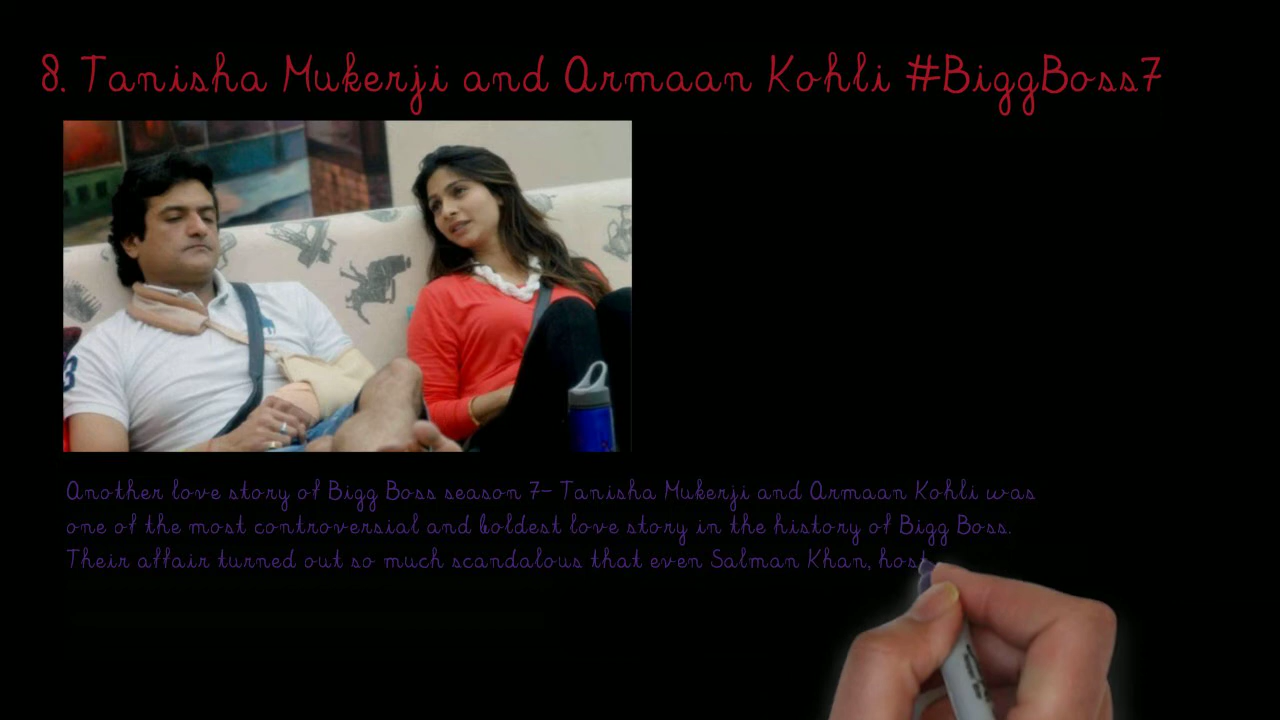 8. Tanisha Mukerji and Armaan Kohli #BiggBoss7
Another love story of Bigg Boss season 7- Tanisha Mukerji and Armaan Kohli was
one of the most controversial and boldest love story in the history of Bigg Boss.
Their affair turned out so much scandalous that even Salman Khan, host